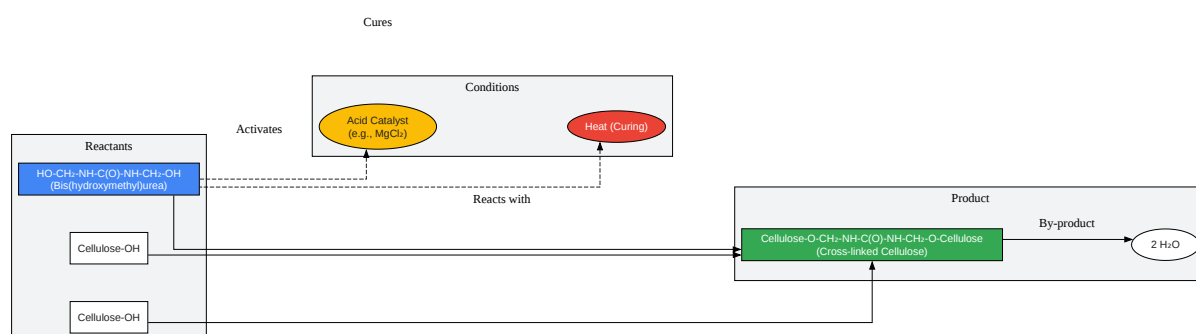 Cures
Conditions
Acid Catalyst
(e.g., MgCl₂)
Heat (Curing)
Activates
Reactants
HO-CH₂-NH-C(O)-NH-CH₂-OH
(Bis(hydroxymethyl)urea)
Reacts with
Cellulose-OH
Cellulose-OH
Product
By-product
Cellulose-O-CH₂-NH-C(O)-NH-CH₂-O-Cellulose
(Cross-linked Cellulose)
2 H₂O